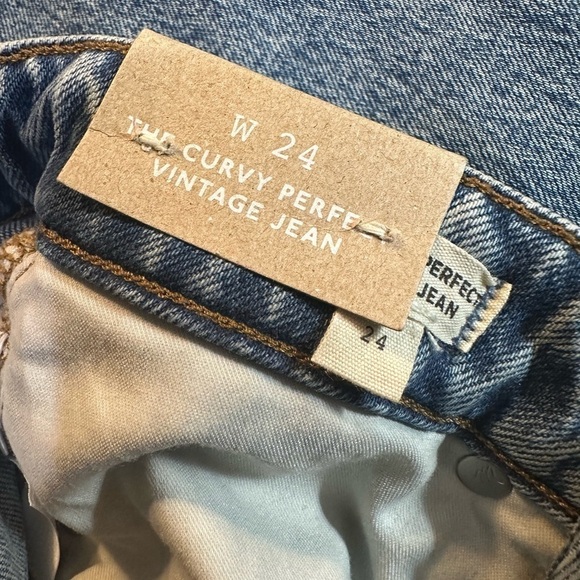 W 24
THE CURVY PERFE
VINTAGE JEAN
PERFECT
JEAN
24